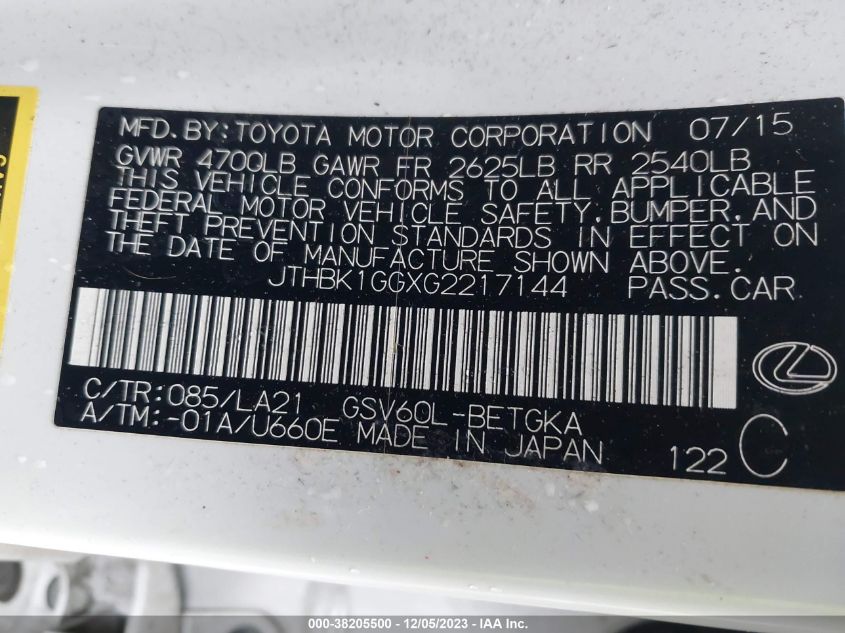 MFD.BY:TOYOTA MOTOR CORPORATION 07/15
GVWR 4700LB GAWR FR 2625LB RR 2540LB
THIS VEHICLE CONFORMS TO ALL APPLICABLE
FEDERAL MOTOR VEHICLE SAFETY,BUMPER,AND
THEFT PREVENTION STANDARDS IN EFFECT ON
THE DATE OF MANUFACTURE SHOWN ABOVE.
JTHBK1GGXG2217144 PASS.CAR
C/TR:085/LA21 GSV60L-BETGKA
A/TM:-01A/U660E MADE IN JAPAN
122 C
000-38205500 - 12/05/2023 - IAA Inc.